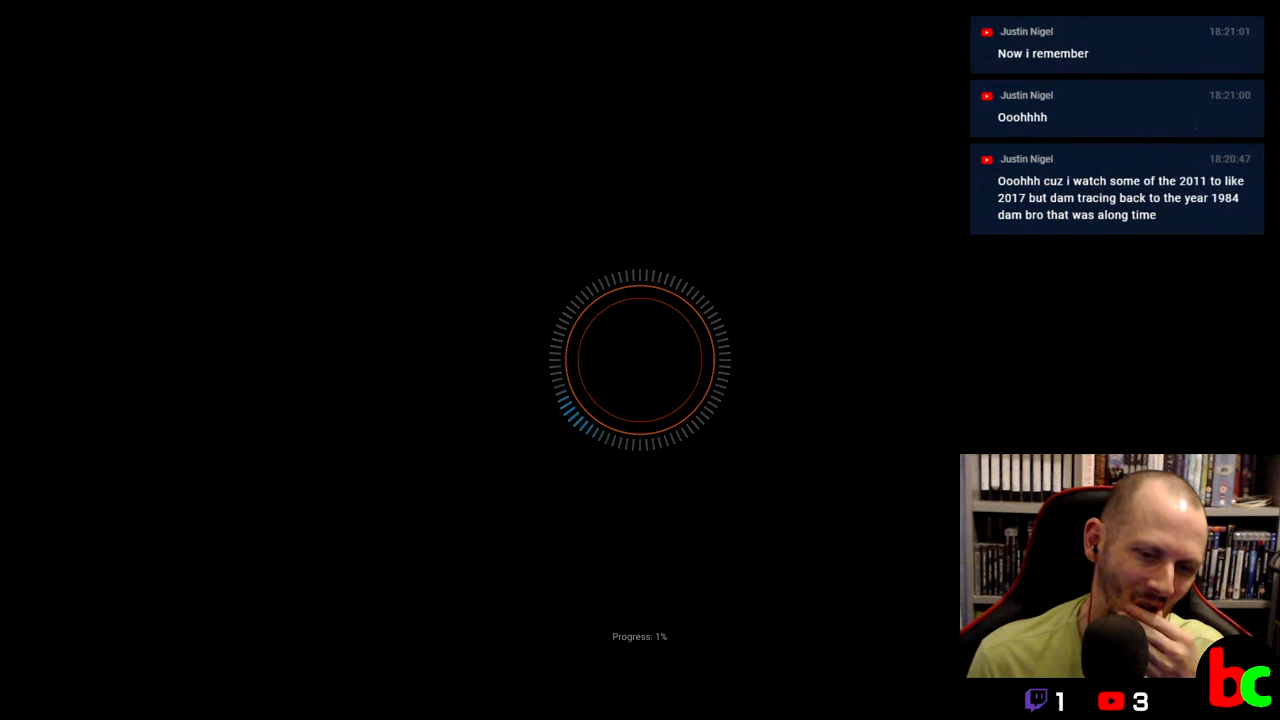 Justin Nigel 18:21:01
Now i remember
Justin Nigel 18:21:00
Ooohhhh
Justin Nigel 18:20:47
Ooohhh cuz i watch some of the 2011 to like
2017 but dam tracing back to the year 1984
dam bro that was along time
Progress: 1%
1 3
bc